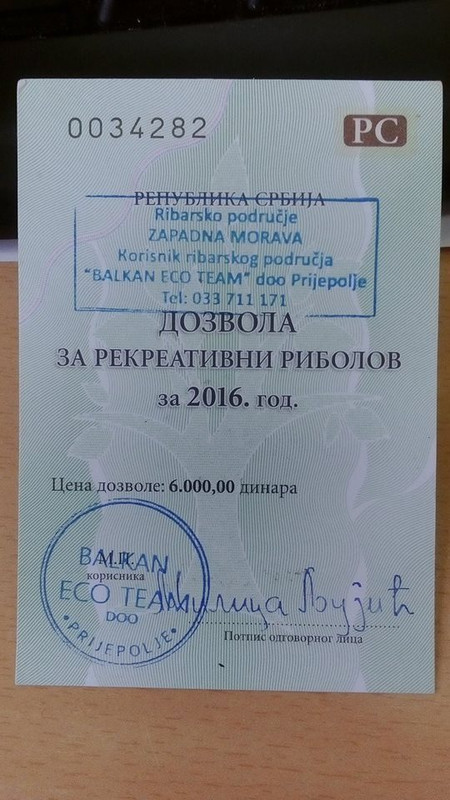 0034282
РС
РЕПУБЛИКА СРБИЈА
Ribarsko područje
ZAPADNA MORAVA
Korisnik ribarskog područja
"BALKAN ECO TEAM" doo Prijepolje
Tel: 033 711 171
ДОЗВОЛА
ЗА РЕКРЕАТИВНИ РИБОЛОВ
за 2016. год.
Цена дозволе: 6.000,00 динара
BALKAN
М.П.
корисника
ECO TEAM
DOO
• PRIJEPOLJE •
Потпис одговорног лица